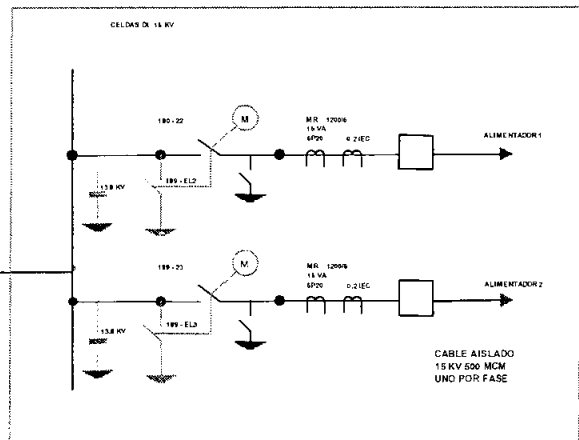 CELDAS DE 15 KV
M
MR 1200/5
15 VA
5P20 0.2 IEC
ALIMENTADOR 1
189 - EL2
13.8 KV
189 - 23
M
MR 1200/5
15 VA
5P20 0.2 IEC
ALIMENTADOR 2
189 - EL3
13.8 KV
CABLE AISLADO
15 KV 500 MCM
UNO POR FASE